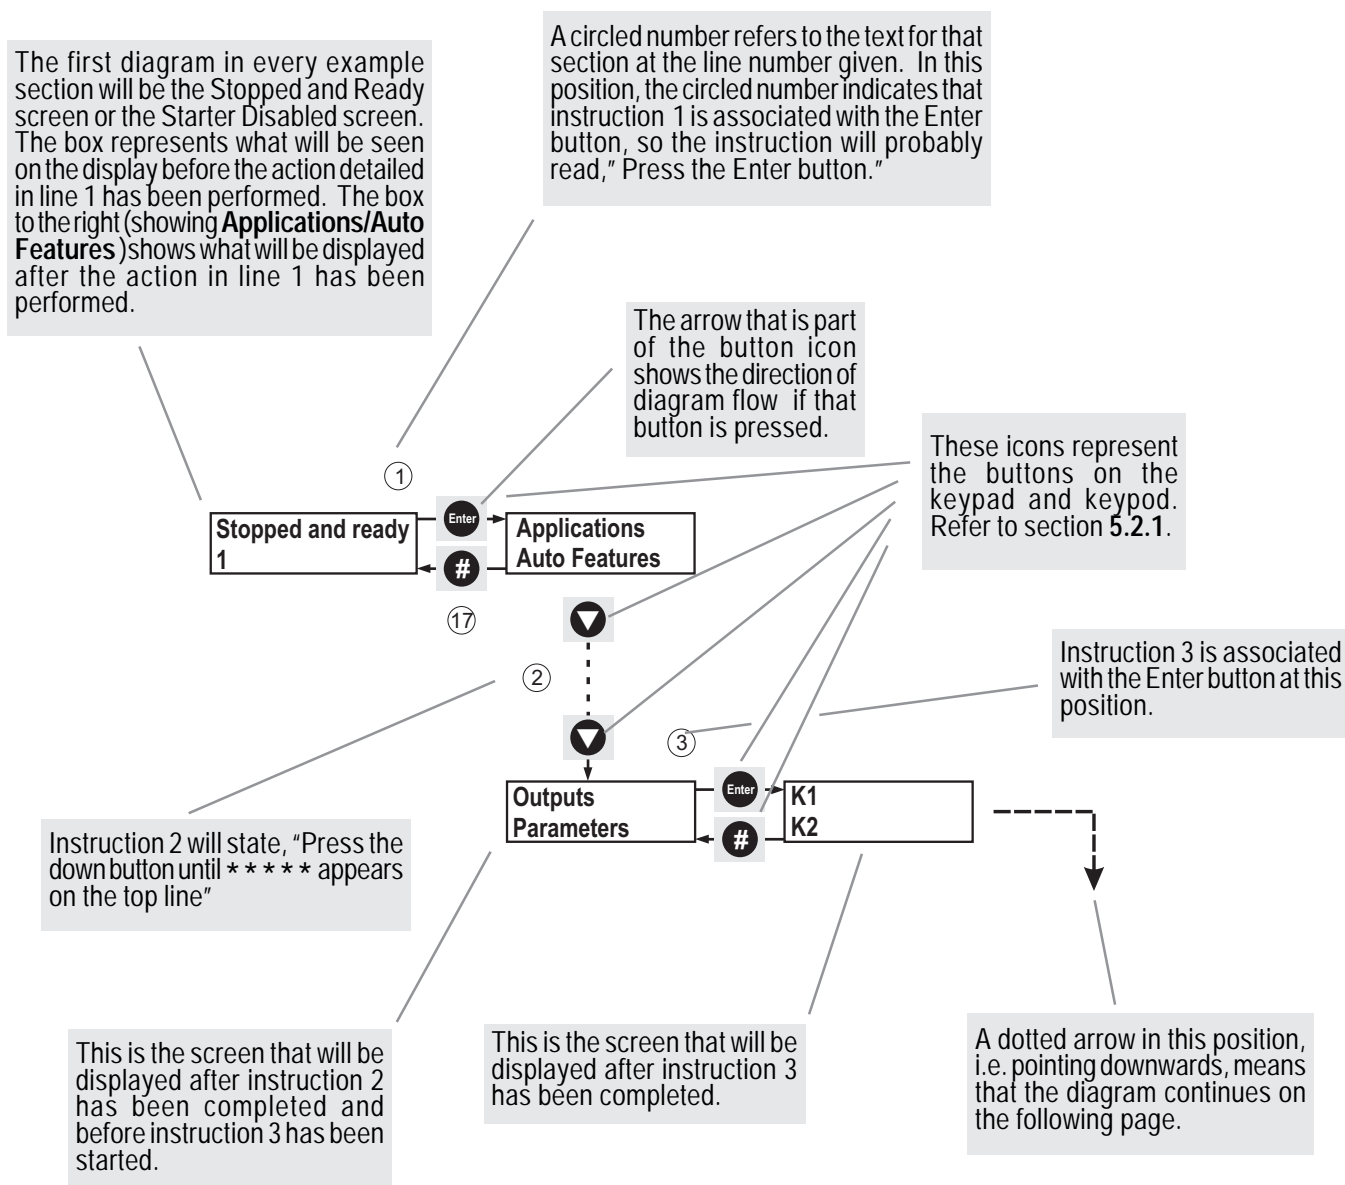 The first diagram in every example
section will be the Stopped and Ready
screen or the Starter Disabled screen.
The box represents what will be seen
on the display before the action detailed
in line 1 has been performed. The box
to the right (showing Applications/Auto
Features )shows what will be displayed
after the action in line 1 has been
performed.
A circled number refers to the text for that
section at the line number given. In this
position, the circled number indicates that
instruction 1 is associated with the Enter
button, so the instruction will probably
read," Press the Enter button."
The arrow that is part
of the button icon
shows the direction of
diagram flow if that
button is pressed.
These icons represent
the buttons on the
keypad and keypod.
Refer to section 5.2.1.
1
Stopped and ready
1
Enter
#
Applications
Auto Features
17
2
3
Instruction 3 is associated
with the Enter button at this
position.
Outputs
Parameters
Enter
#
K1
K2
Instruction 2 will state, "Press the
down button until * * * * * appears
on the top line"
This is the screen that will be
displayed after instruction 2
has been completed and
before instruction 3 has been
started.
This is the screen that will be
displayed after instruction 3
has been completed.
A dotted arrow in this position,
i.e. pointing downwards, means
that the diagram continues on
the following page.